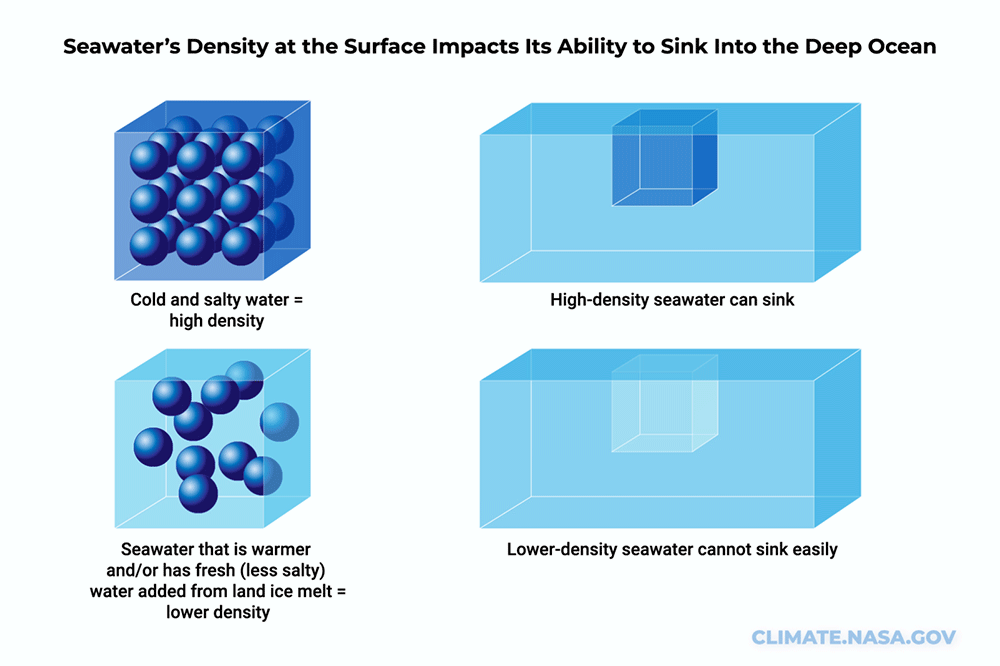 Seawater’s Density at the Surface Impacts Its Ability to Sink Into the Deep Ocean
Cold and salty water =
high density
High-density seawater can sink
Seawater that is warmer
and/or has fresh (less salty)
water added from land ice melt =
lower density
Lower-density seawater cannot sink easily
CLIMATE.NASA.GOV